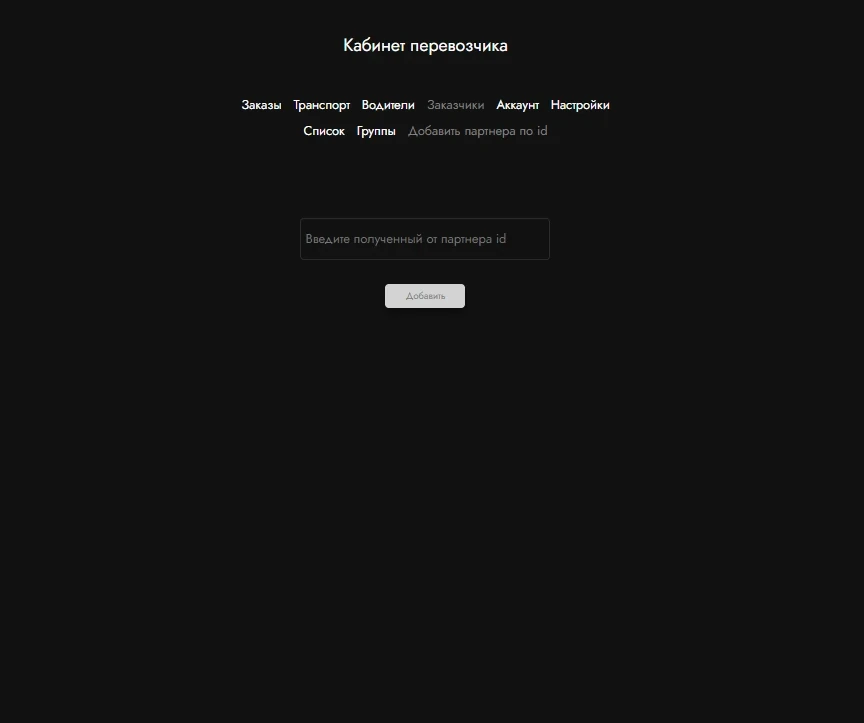 Кабинет перевозчика
Заказы Транспорт Водители Заказчики Аккаунт Настройки
Список Группы Добавить партнера по id
Введите полученный от партнера id
Добавить